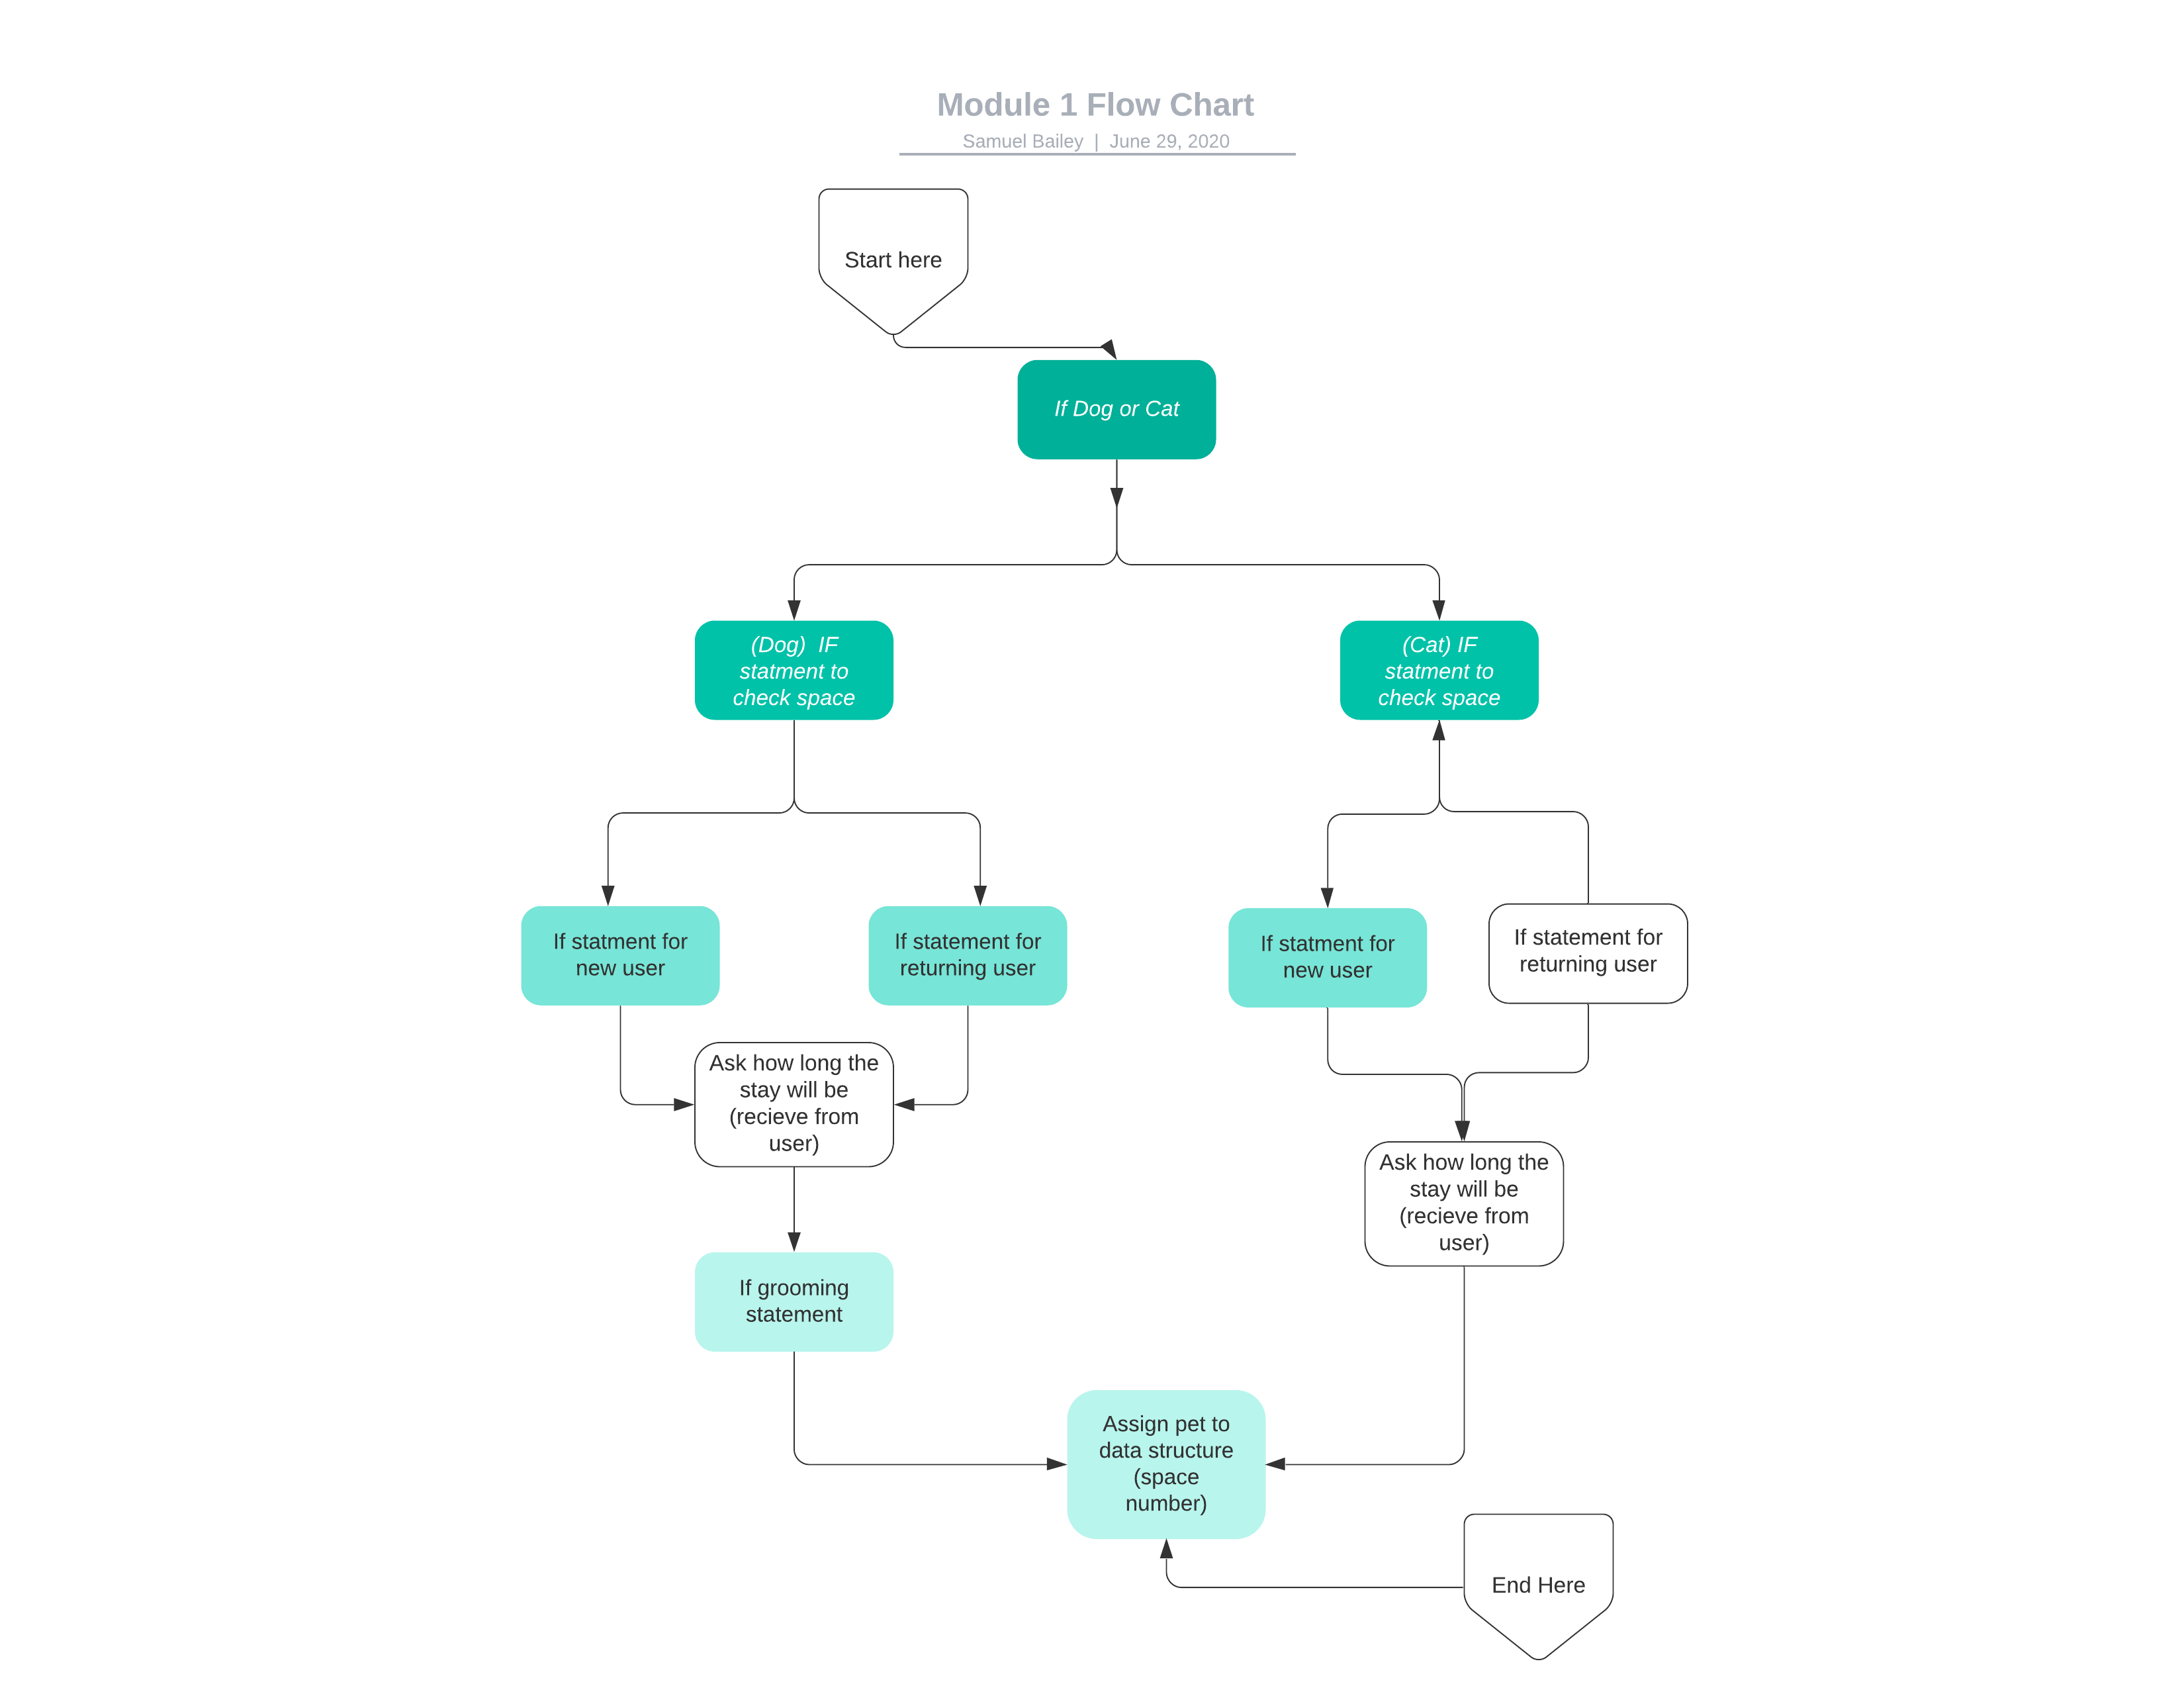 Module 1 Flow Chart
Samuel Bailey | June 29, 2020
Start here
If Dog or Cat
(Dog)  IF
statment to
check space
(Cat) IF
statment to
check space
If statment for
new user
If statement for
returning user
If statment for
new user
If statement for
returning user
Ask how long the
stay will be
(recieve from
user)
Ask how long the
stay will be
(recieve from
user)
If grooming
statement
Assign pet to
data structure
(space
number)
End Here